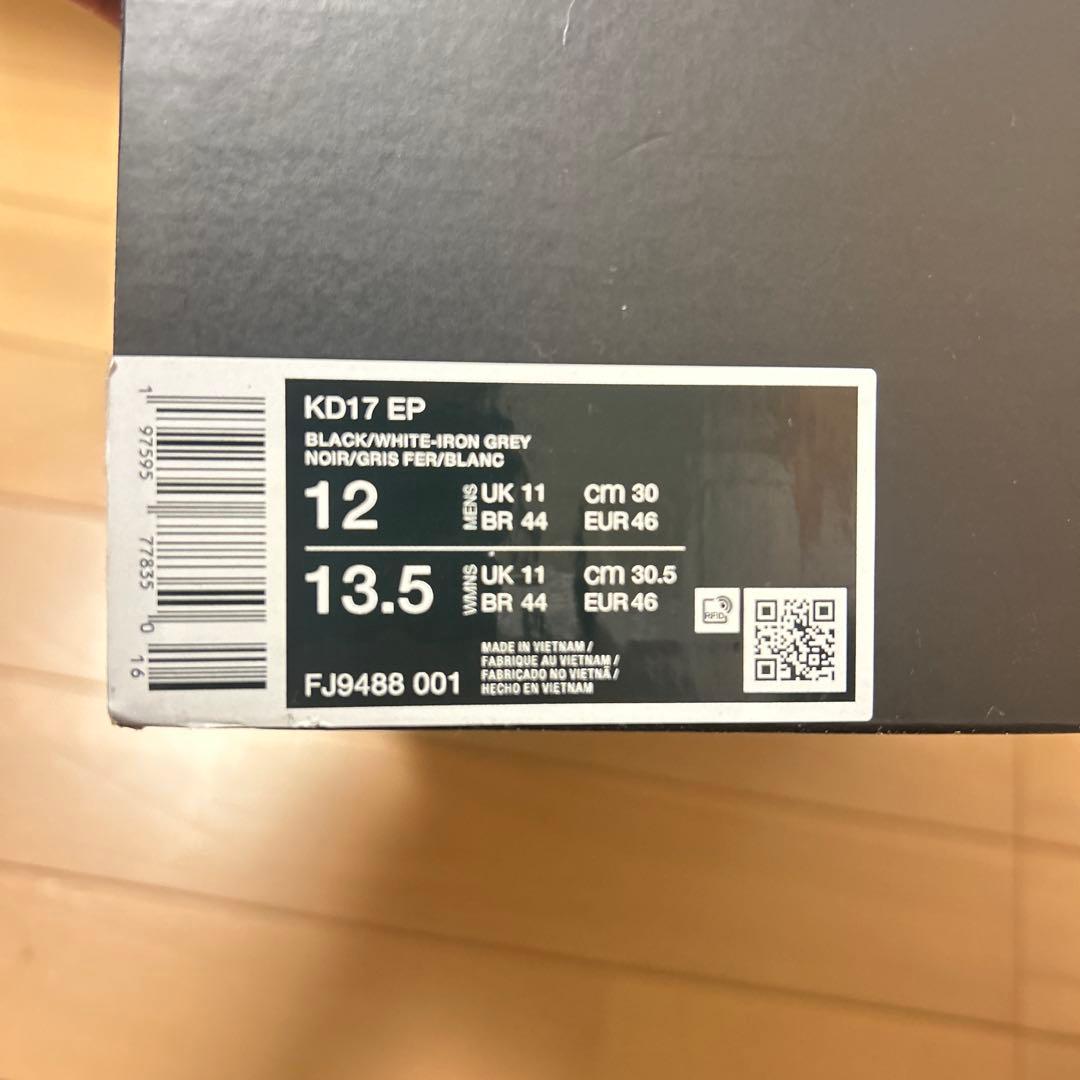 KD17 EP
BLACK/WHITE-IRON GREY
NOIR/GRIS FER/BLANC
12 MENS UK 11 cm 30
BR 44 EUR 46
13.5 WMNS UK 11 cm 30.5
BR 44 EUR 46
RFID
MADE IN VIETNAM /
FABRIQUE AU VIETNAM /
FABRICADO NO VIETNÃ /
HECHO EN VIETNAM
FJ9488 001
1 97595 77835 0 16